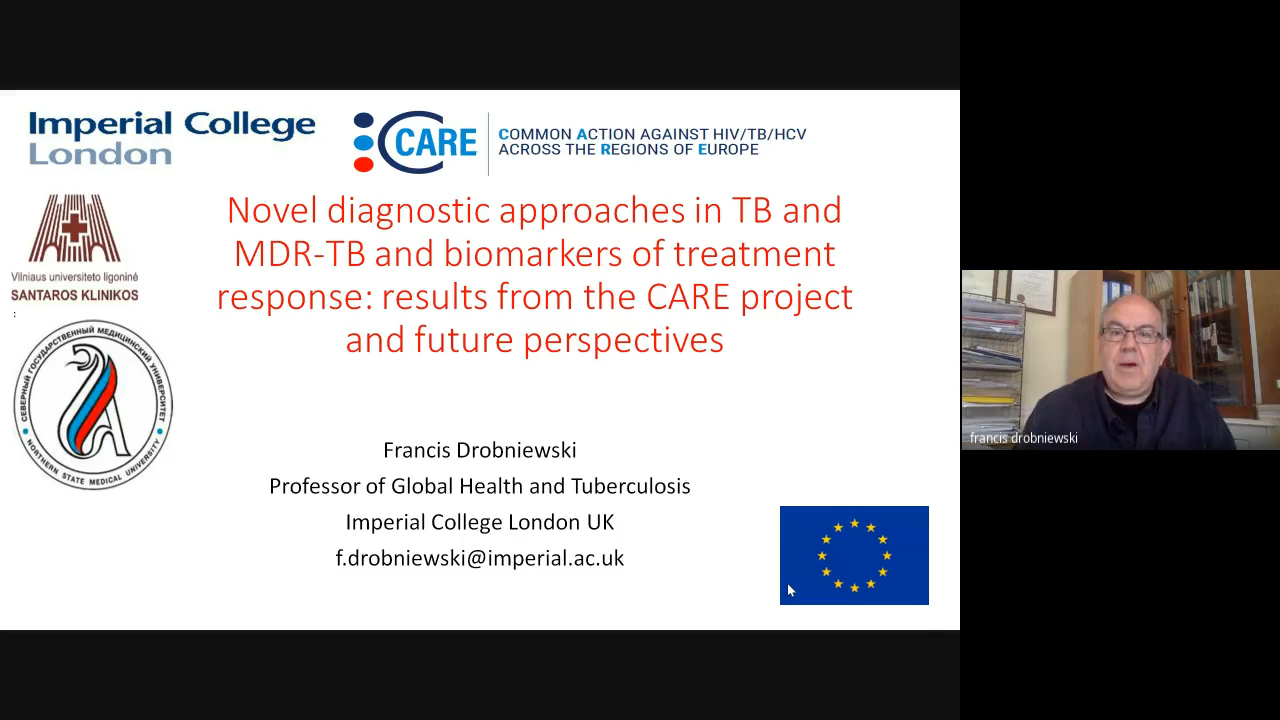 Imperial College
London
CARE
COMMON ACTION AGAINST HIV/TB/HCV
ACROSS THE REGIONS OF EUROPE
Vilniaus universiteto ligoninė
SANTAROS KLINIKOS
:
СЕВЕРНЫЙ ГОСУДАРСТВЕННЫЙ МЕДИЦИНСКИЙ УНИВЕРСИТЕТ
NORTHERN STATE MEDICAL UNIVERSITY
Novel diagnostic approaches in TB and
MDR-TB and biomarkers of treatment
response: results from the CARE project
and future perspectives
Francis Drobniewski
Professor of Global Health and Tuberculosis
Imperial College London UK
f.drobniewski@imperial.ac.uk
francis drobniewski